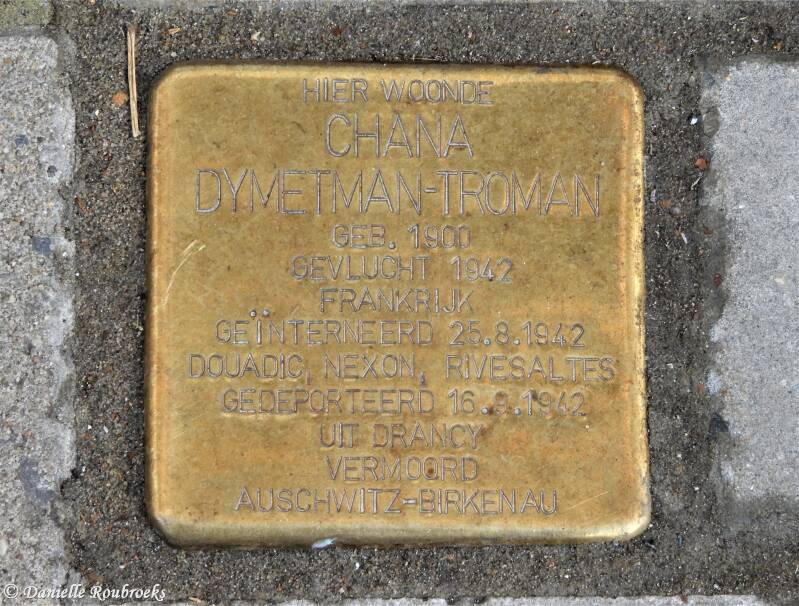 HIER WOONDE
CHANA
DYMETMAN-TROMAN
GEB. 1900
GEVLUCHT 1942
FRANKRIJK
GEÏNTERNEERD 25.8.1942
DOUADIC, NEXON, RIVESALTES
GEDEPORTEERD 16.9.1942
UIT DRANCY
VERMOORD
AUSCHWITZ-BIRKENAU
© Danielle Roubroeks